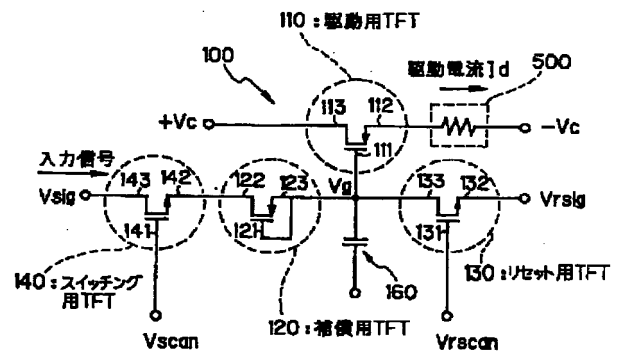 110：駆動用TFT
100
駆動電流Id
500
113
112
+Vc
-Vc
111
入力信号
Vsig
143
142
122
123
Vg
133
132
Vrsig
141
121
131
160
140：スイッチング
用TFT
130：リセット用TFT
120：補償用TFT
Vscan
Vrscan